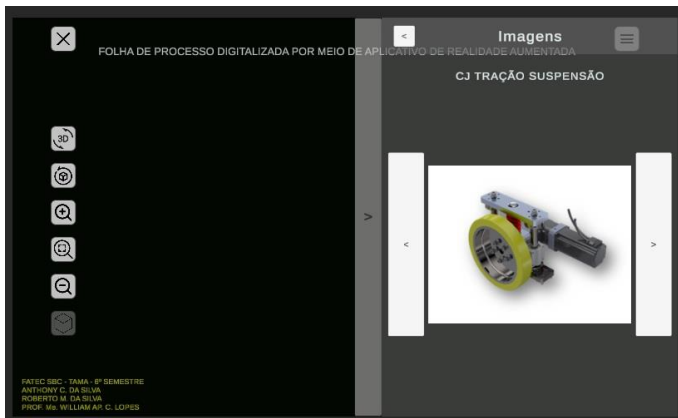 FOLHA DE PROCESSO DIGITALIZADA POR MEIO DE APLICATIVO DE REALIDADE AUMENTADA
3D
FATEC SBC - TAMA - 6º SEMESTRE
ANTHONY C. DA SILVA
ROBERTO M. DA SILVA
PROF. Ma. WILLIAM AP. C. LOPES
>
<
Imagens
CJ TRAÇÃO SUSPENSÃO
<
>